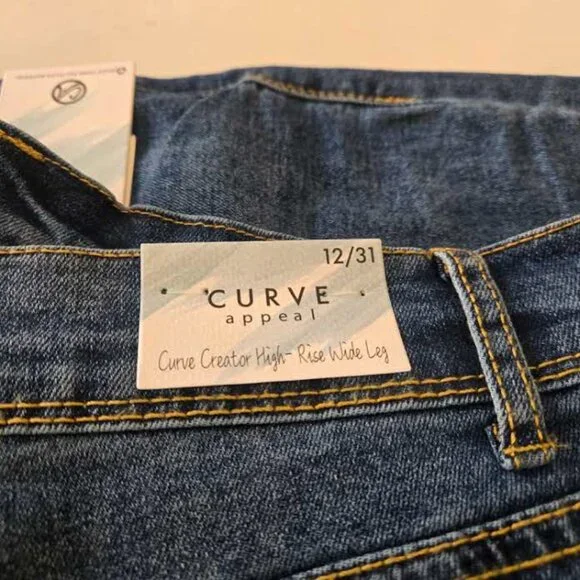 12/31
CURVE
appeal
Curve Creator High-Rise Wide Leg